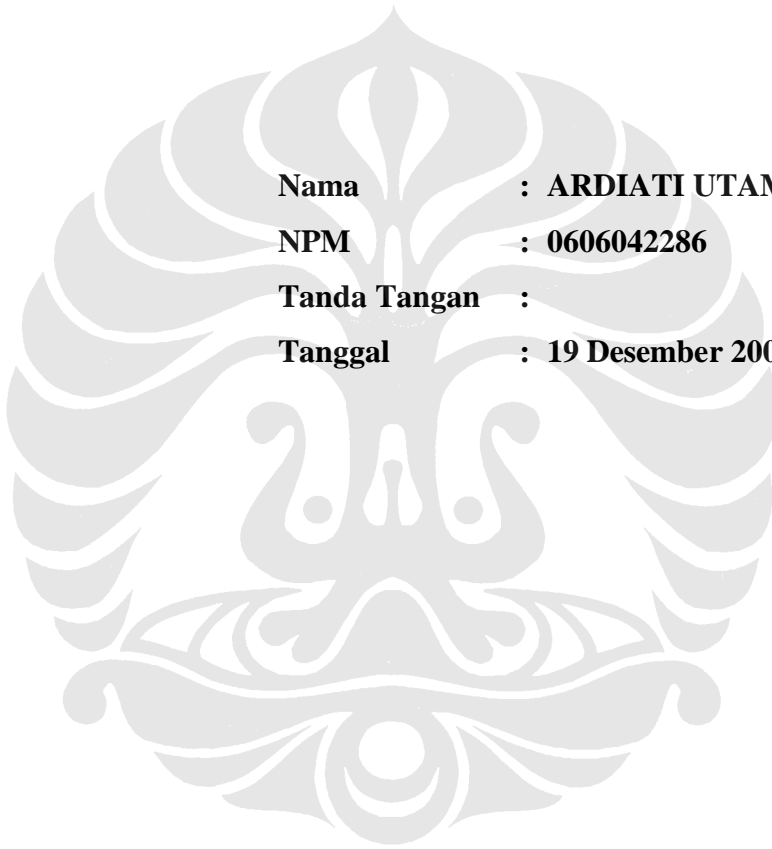 Nama : ARDIATI UTAM
NPM : 0606042286
Tanda Tangan :
Tanggal : 19 Desember 200